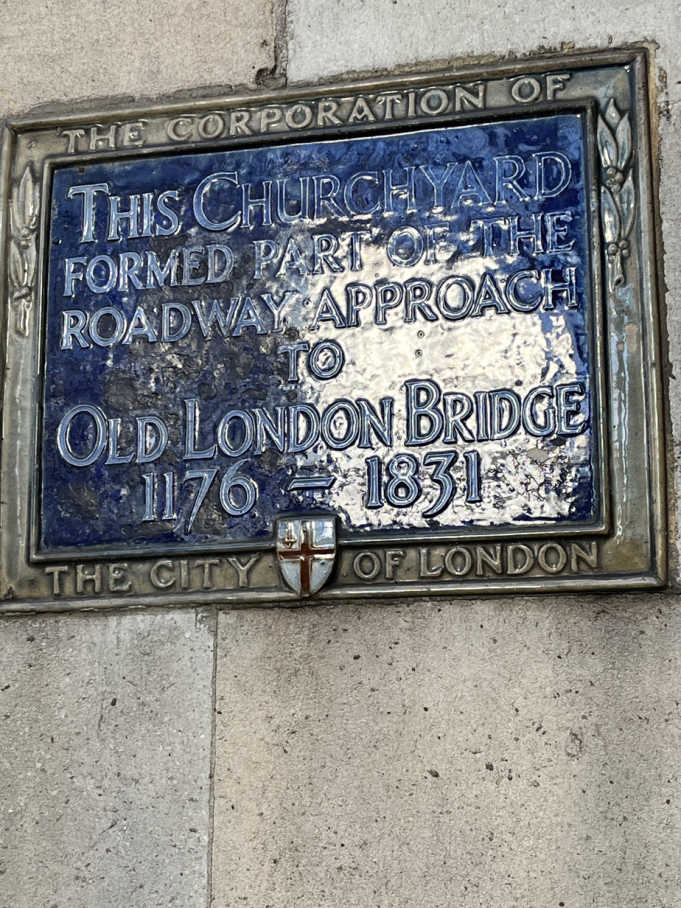 THE CORPORATION OF
THIS CHURCHYARD
FORMED PART OF THE
ROADWAY APPROACH
TO
OLD LONDON BRIDGE
1176 – 1831
THE CITY OF LONDON